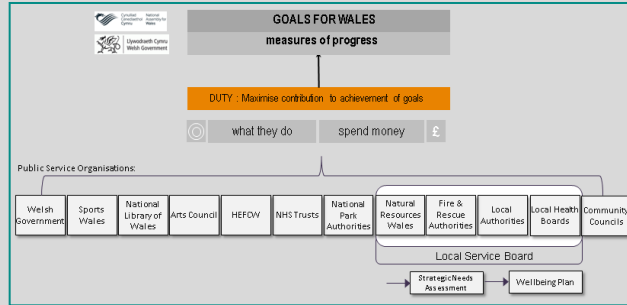 Cynulliad Cenedlaethol Cymru
National Assembly for Wales
Llywodraeth Cymru
Welsh Government
GOALS FOR WALES
measures of progress
DUTY : Maximise contribution to achievement of goals
what they do
spend money
£
Public Service Organisations:
Welsh
Government
Sports
Wales
National
Library of
Wales
Arts Council
HEFCW
NHS Trusts
National
Park
Authorities
Natural
Resources
Wales
Fire &
Rescue
Authorities
Local
Authorities
Local Health
Boards
Community
Councils
Local Service Board
Strategic Needs
Assessment
Wellbeing Plan